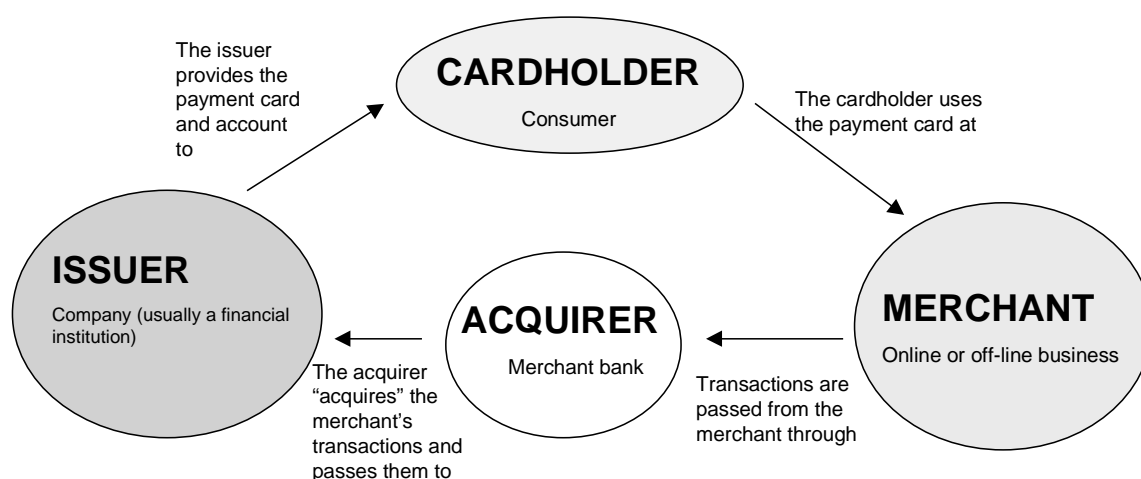 The issuer
provides the
payment card
and account
to
CARDHOLDER
Consumer
The cardholder uses
the payment card at
ISSUER
Company (usually a financial
institution)
ACQUIRER
Merchant bank
MERCHANT
Online or off-line business
The acquirer
“acquires” the
merchant’s
transactions and
passes them to
Transactions are
passed from the
merchant through